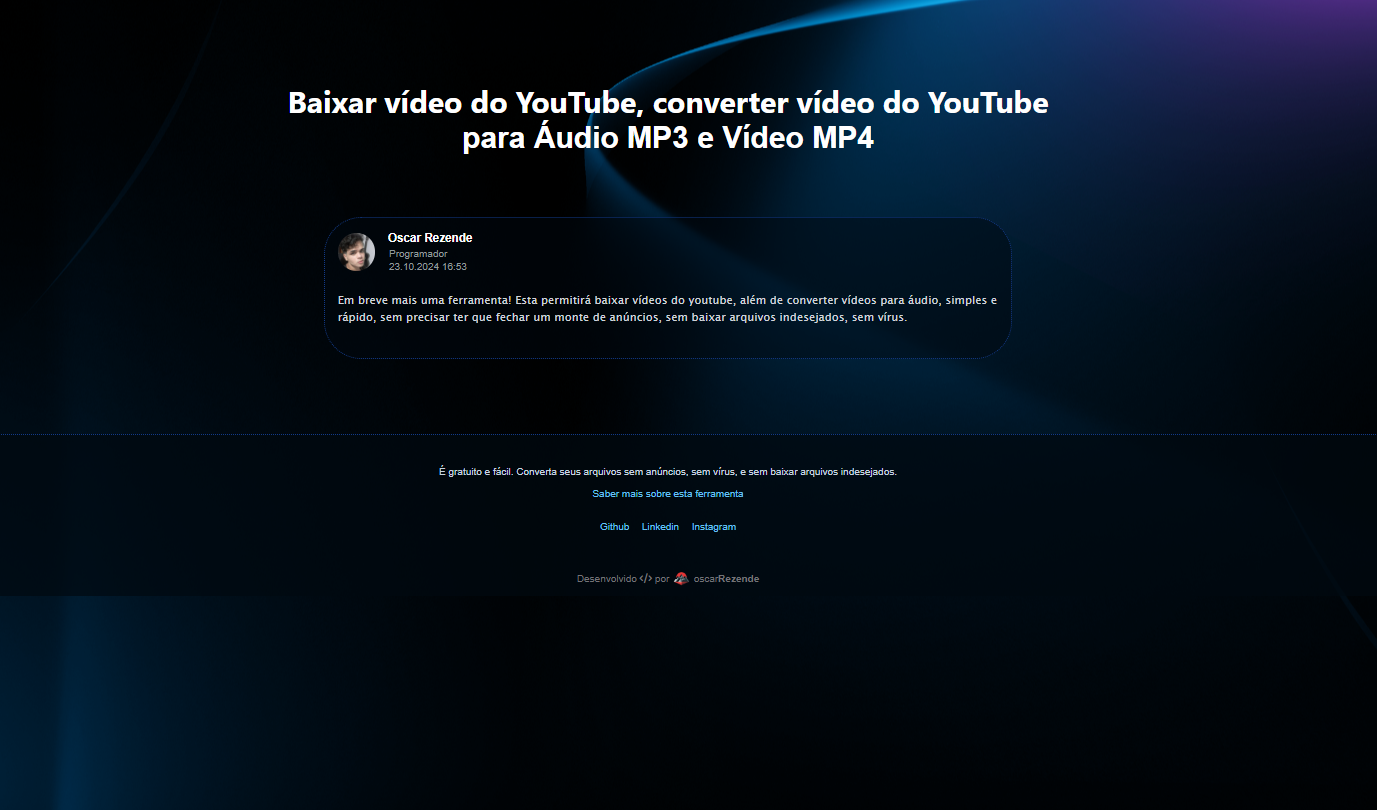 Baixar vídeo do YouTube, converter vídeo do YouTube
para Áudio MP3 e Vídeo MP4
Oscar Rezende
Programador
23.10.2024 16:53
Em breve mais uma ferramenta! Esta permitirá baixar vídeos do youtube, além de converter vídeos para áudio, simples e
rápido, sem precisar ter que fechar um monte de anúncios, sem baixar arquivos indesejados, sem vírus.
É gratuito e fácil. Converta seus arquivos sem anúncios, sem vírus, e sem baixar arquivos indesejados.
Saber mais sobre esta ferramenta
Github Linkedin Instagram
Desenvolvido </> por oscarRezende